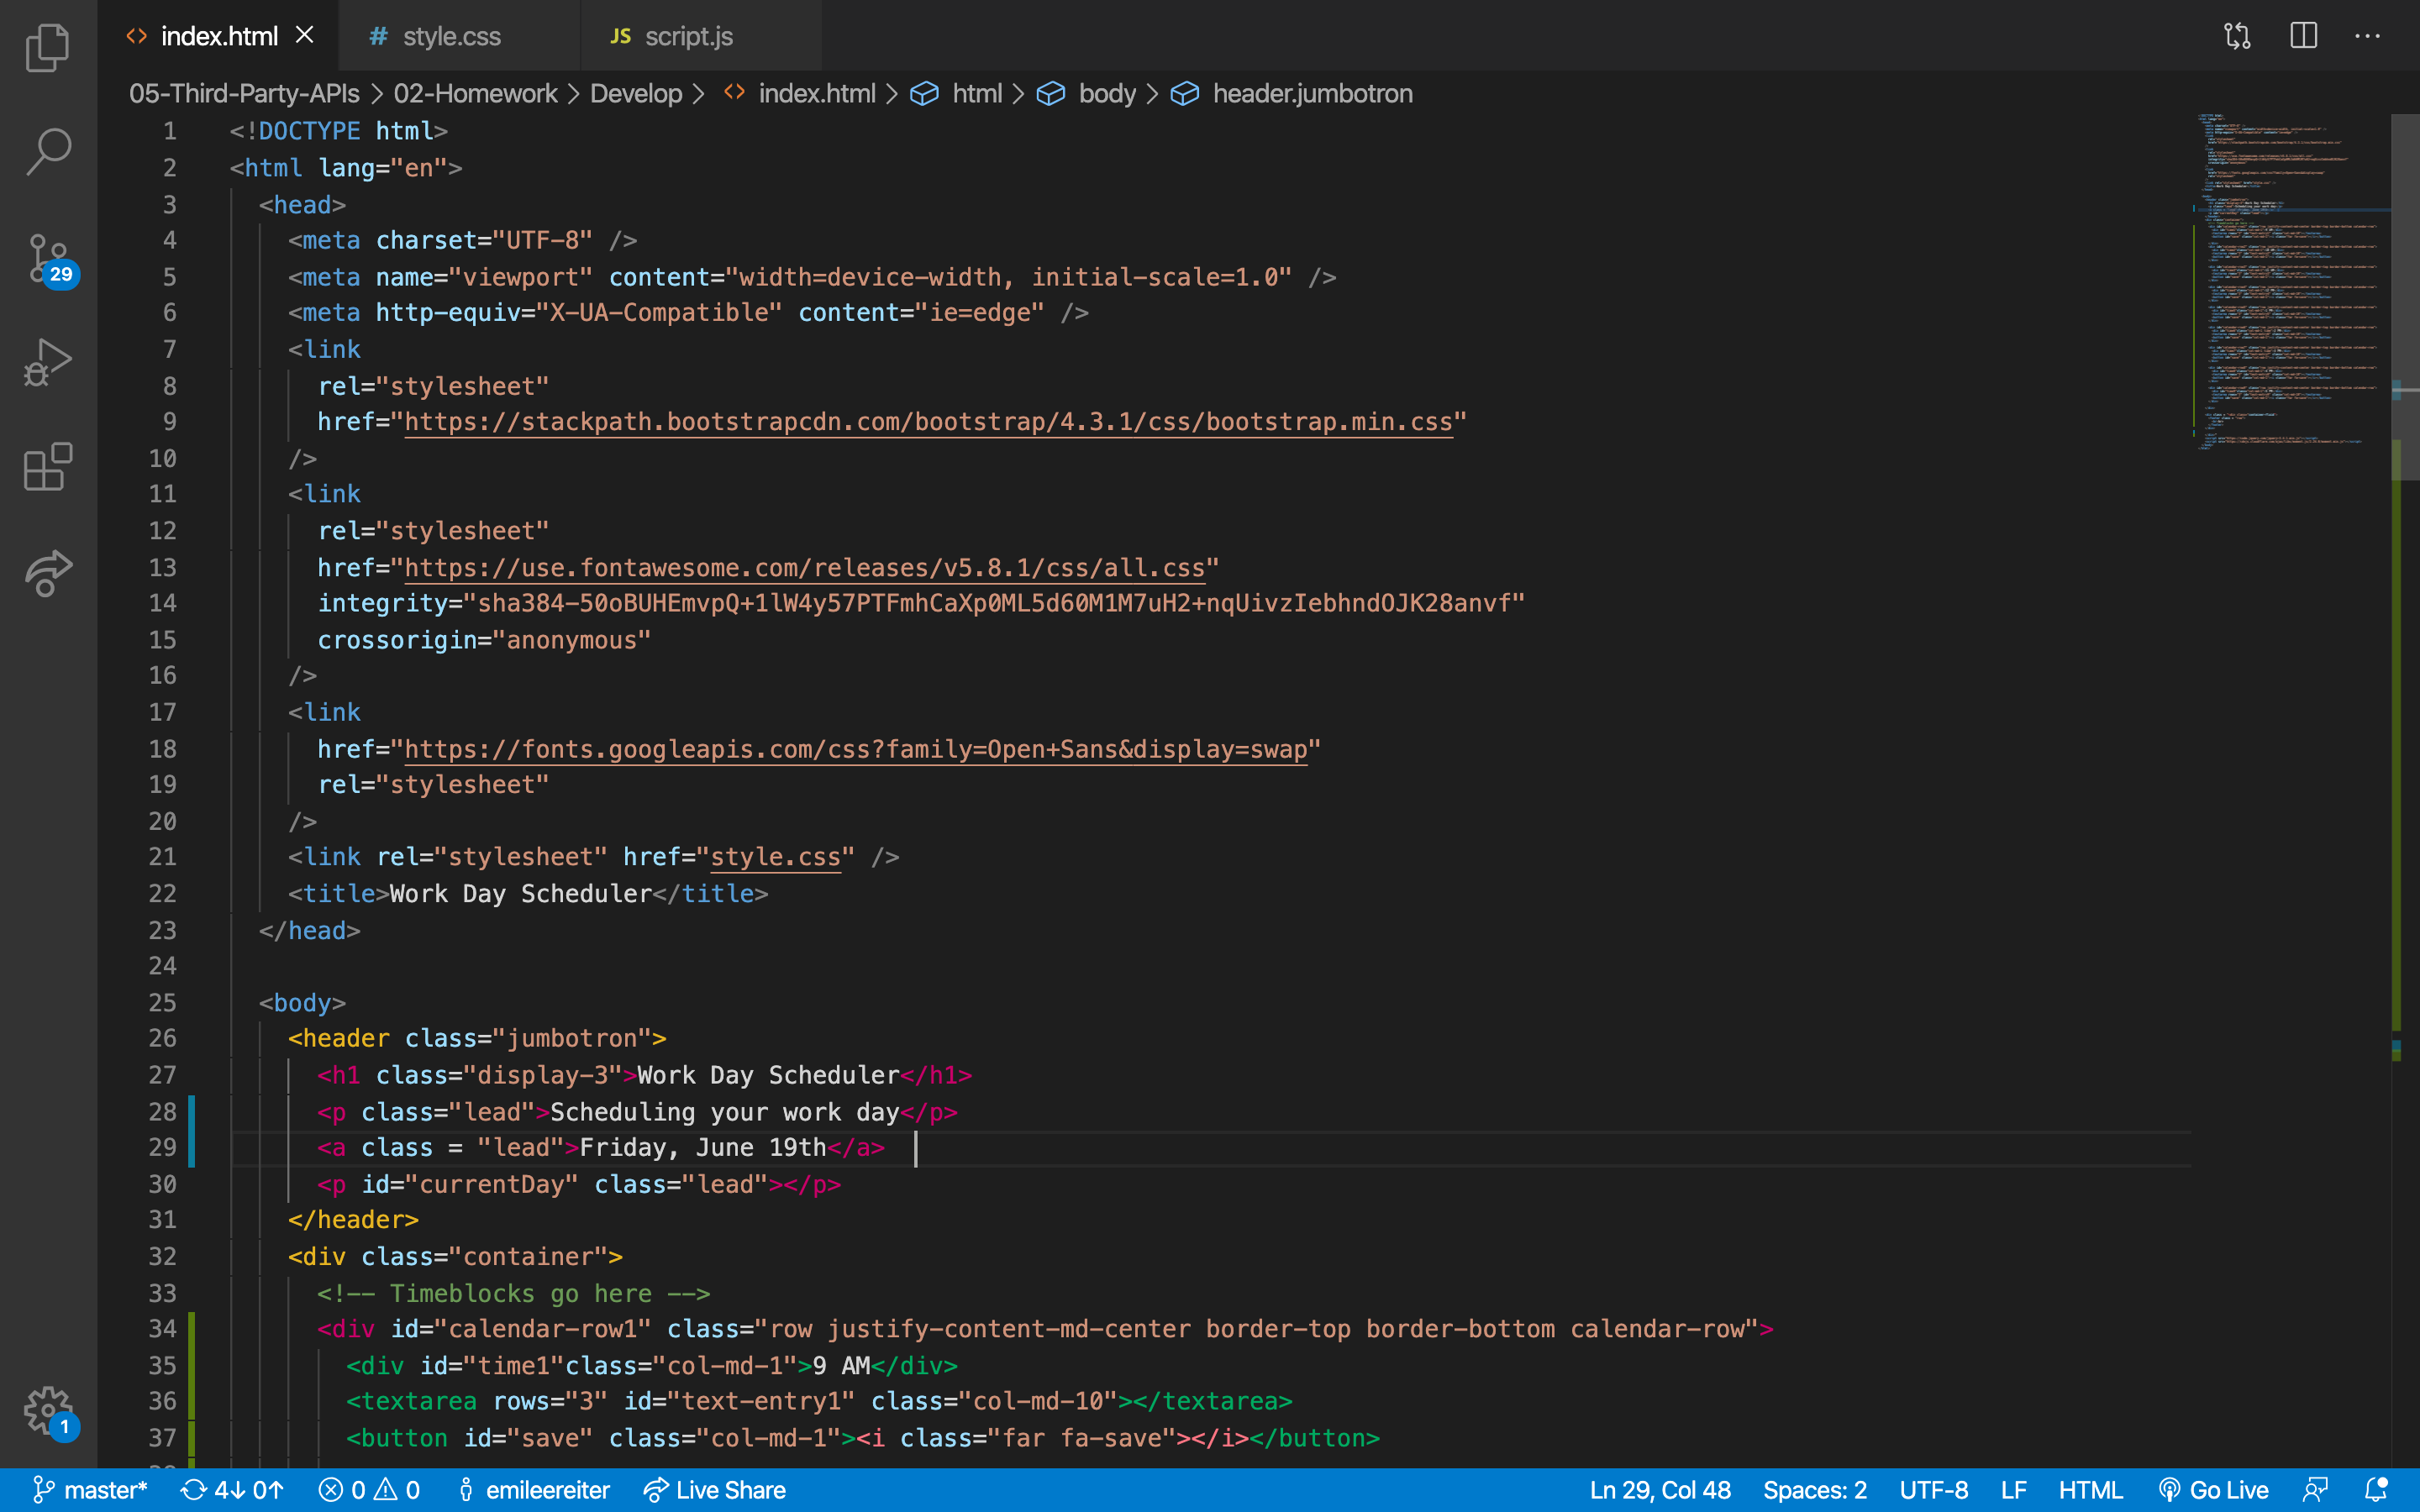 index.html
style.css
JS script.js
05-Third-Party-APIs > 02-Homework > Develop > index.html > html > body > header.jumbotron
1 <!DOCTYPE html>
2 <html lang="en">
3 <head>
4 <meta charset="UTF-8" />
5 <meta name="viewport" content="width=device-width, initial-scale=1.0" />
6 <meta http-equiv="X-UA-Compatible" content="ie=edge" />
7 <link
8 rel="stylesheet"
9 href="https://stackpath.bootstrapcdn.com/bootstrap/4.3.1/css/bootstrap.min.css"
10 />
11 <link
12 rel="stylesheet"
13 href="https://use.fontawesome.com/releases/v5.8.1/css/all.css"
14 integrity="sha384-50oBUHEmvpQ+1lW4y57PTFmhCaXp0ML5d60M1M7uH2+nqUivzIebhndOJK28anvf"
15 crossorigin="anonymous"
16 />
17 <link
18 href="https://fonts.googleapis.com/css?family=Open+Sans&display=swap"
19 rel="stylesheet"
20 />
21 <link rel="stylesheet" href="style.css" />
22 <title>Work Day Scheduler</title>
23 </head>
24
25 <body>
26 <header class="jumbotron">
27 <h1 class="display-3">Work Day Scheduler</h1>
28 <p class="lead">Scheduling your work day</p>
29 <a class = "lead">Friday, June 19th</a>
30 <p id="currentDay" class="lead"></p>
31 </header>
32 <div class="container">
33 <!-- Timeblocks go here -->
34 <div id="calendar-row1" class="row justify-content-md-center border-top border-bottom calendar-row">
35 <div id="time1"class="col-md-1">9 AM</div>
36 <textarea rows="3" id="text-entry1" class="col-md-10"></textarea>
37 <button id="save" class="col-md-1"><i class="far fa-save"></i></button>
29
1
master* 4↓ 0↑ 0 0 emileereiter Live Share Ln 29, Col 48 Spaces: 2 UTF-8 LF HTML Go Live